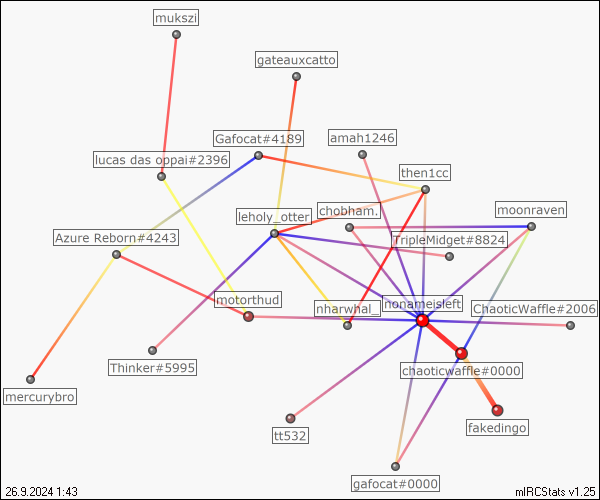 mukszi
gateauxcatto
Gafocat#4189
amah1246
lucas das oppai#2396
then1cc
leholy_otter
chobham.
moonraven
Azure Reborn#4243
TripleMidget#8824
motorthud
nharwhal_
nonameisleft
ChaoticWaffle#2006
Thinker#5995
chaoticwaffle#0000
mercurybro
tt532
fakedingo
gafocat#0000
26.9.2024 1:43
mIRCStats v1.25